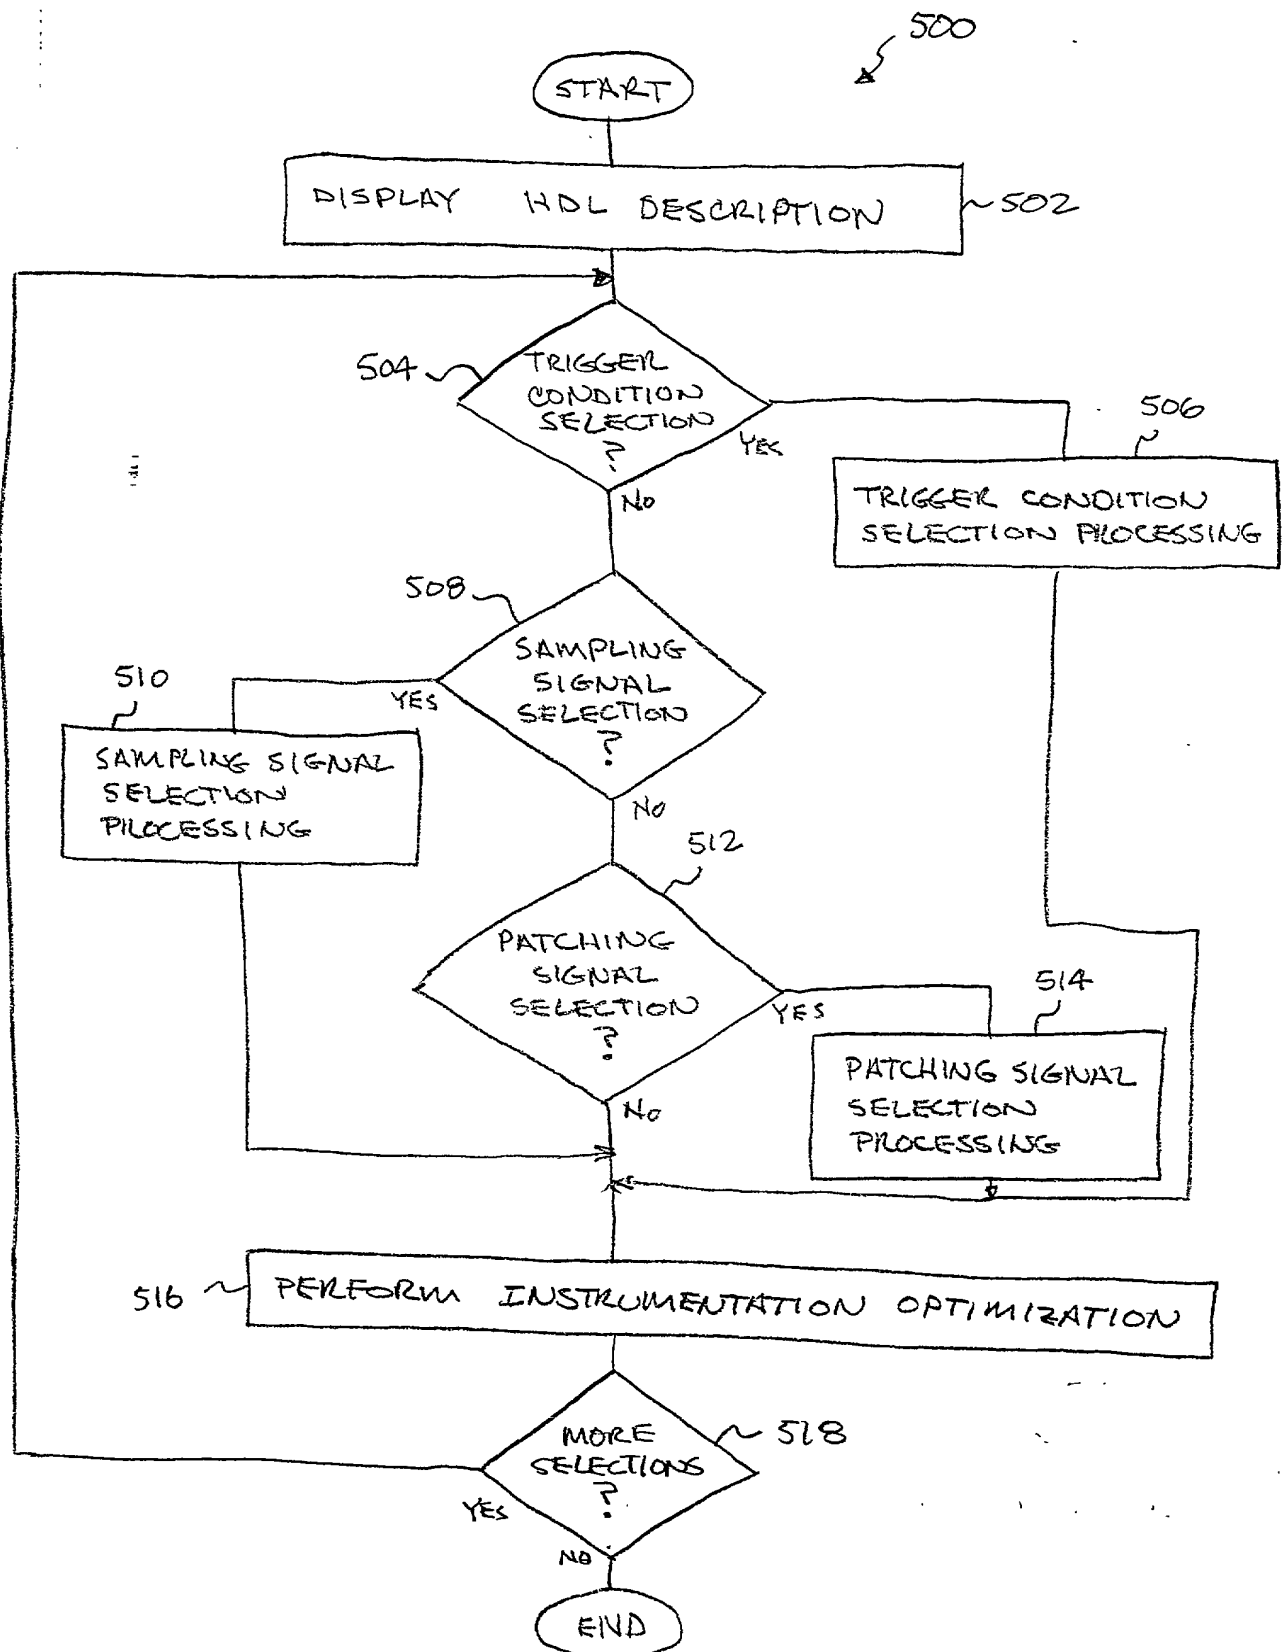 500
START
DISPLAY HDL DESCRIPTION
502
504
TRIGGER
CONDITION
SELECTION
?
YES
NO
506
TRIGGER CONDITION
SELECTION PROCESSING
508
SAMPLING
SIGNAL
SELECTION
?
YES
NO
510
SAMPLING SIGNAL
SELECTION
PROCESSING
512
PATCHING
SIGNAL
SELECTION
?
YES
NO
514
PATCHING SIGNAL
SELECTION
PROCESSING
516
PERFORM INSTRUMENTATION OPTIMIZATION
518
MORE
SELECTIONS
?
YES
NO
END